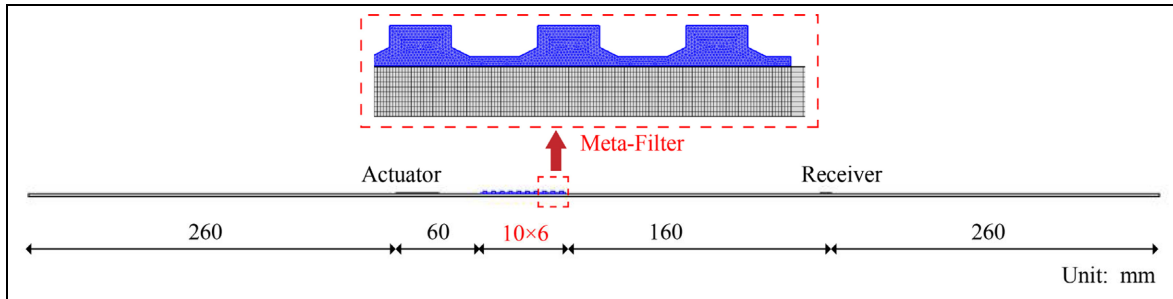 Meta-Filter
Actuator
Receiver
260
60
10×6
160
260
Unit: mm